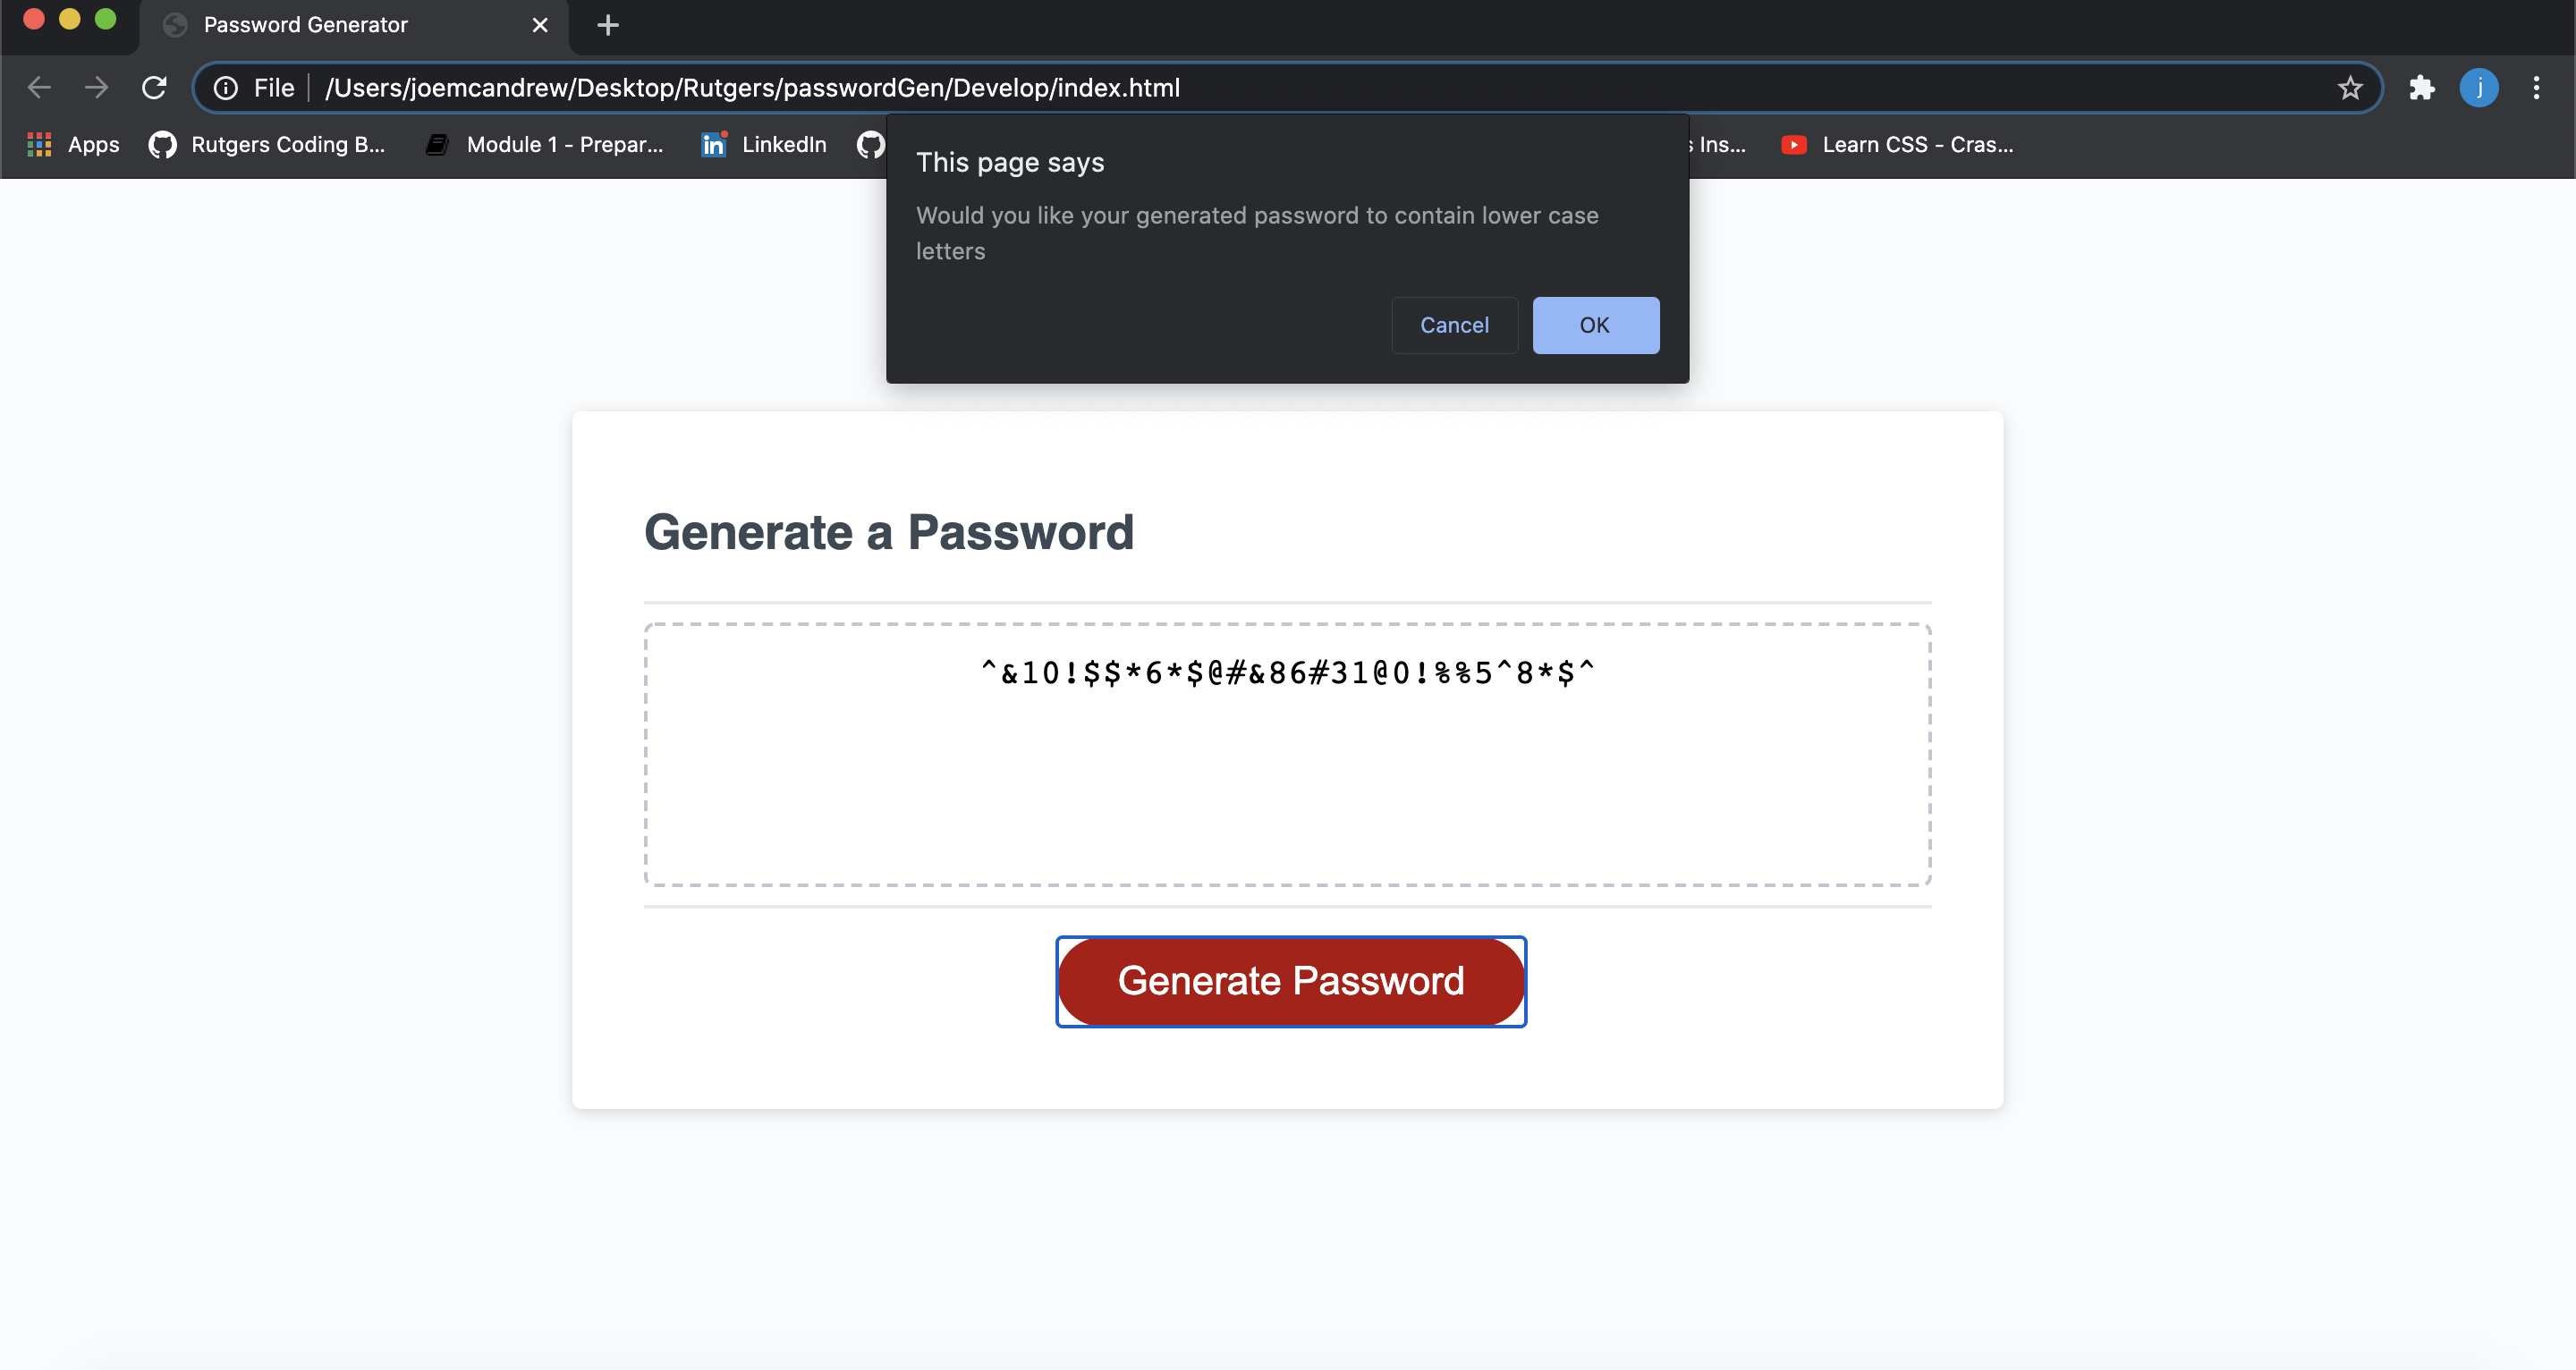 Password Generator
File /Users/joemcandrew/Desktop/Rutgers/passwordGen/Develop/index.html
j
Apps Rutgers Coding B... Module 1 - Prepar... in LinkedIn s Ins... Learn CSS - Cras...
This page says
Would you like your generated password to contain lower case
letters
Cancel OK
Generate a Password
^&10!$$*6*$@#&86#31@0!%%5^8*$^
Generate Password